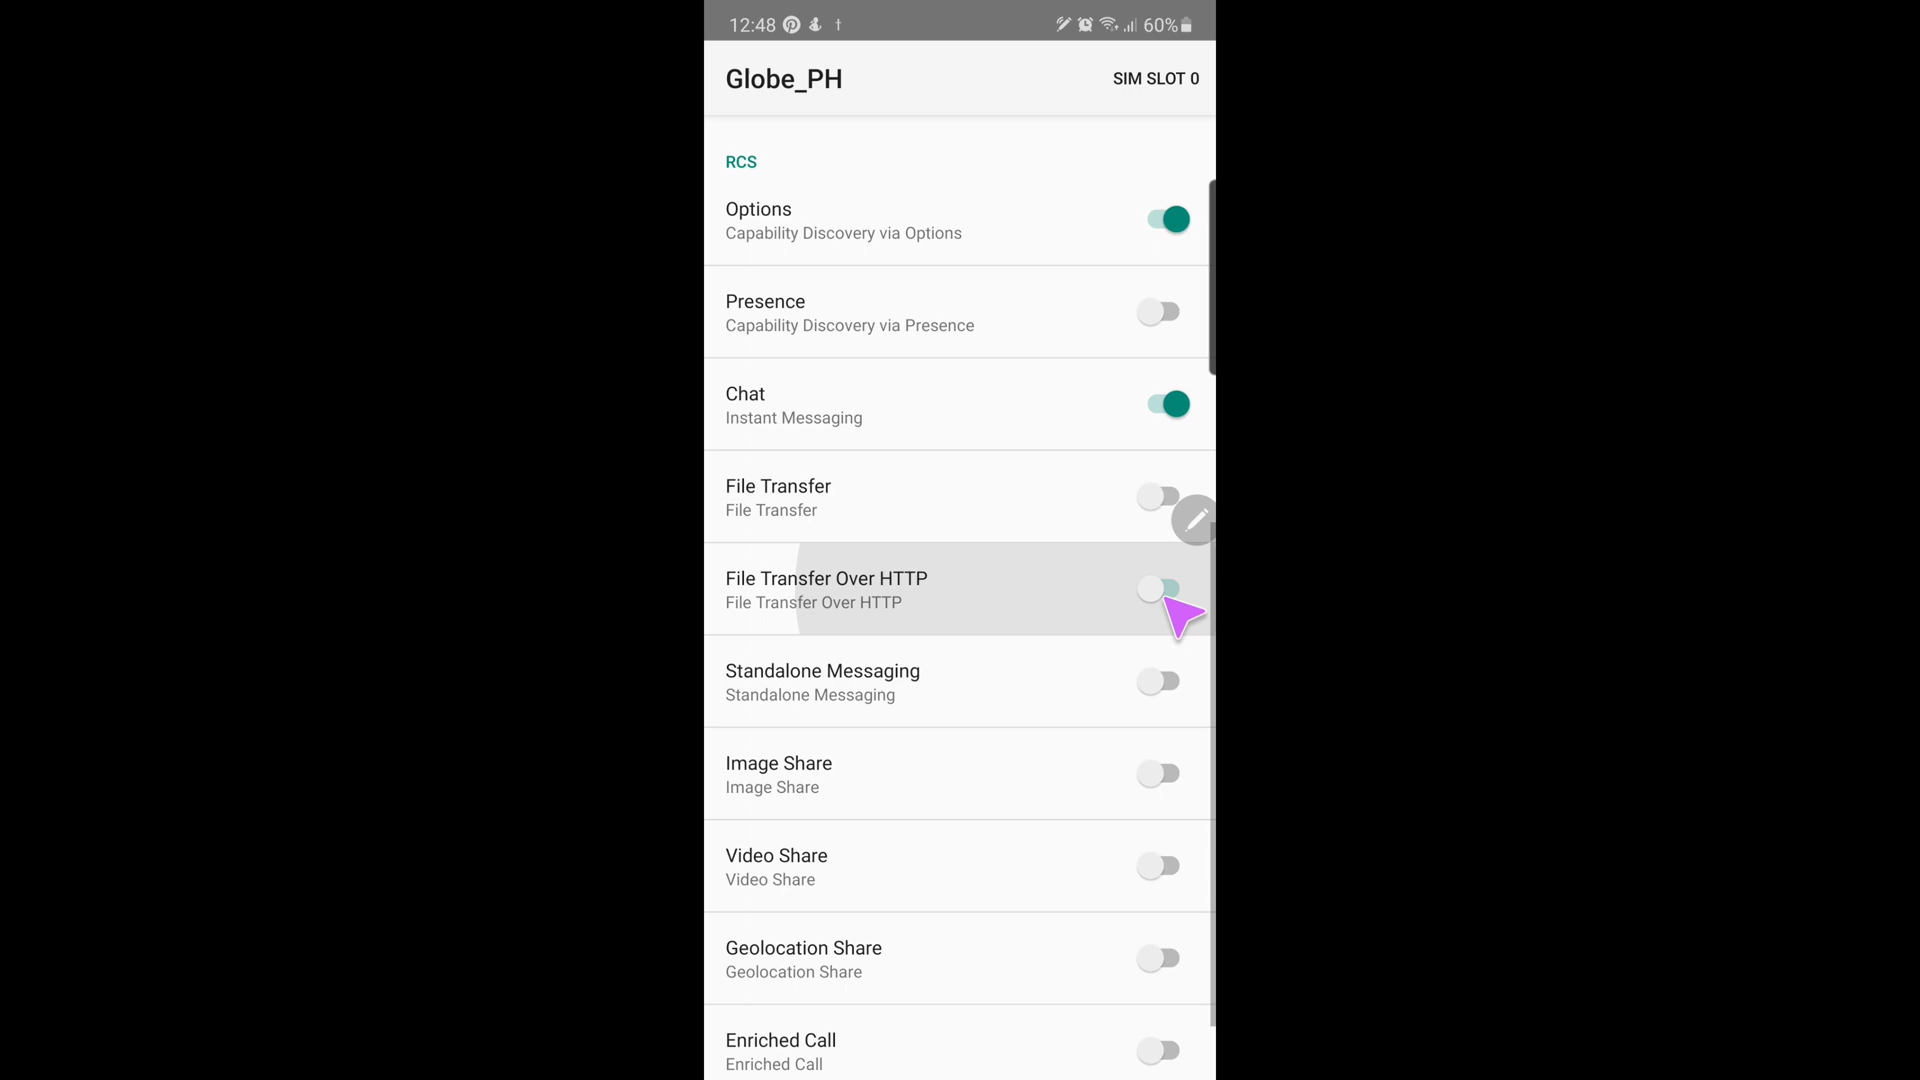 12:48 60%
Globe_PH SIM SLOT 0
RCS
Options
Capability Discovery via Options
Presence
Capability Discovery via Presence
Chat
Instant Messaging
File Transfer
File Transfer
File Transfer Over HTTP
File Transfer Over HTTP
Standalone Messaging
Standalone Messaging
Image Share
Image Share
Video Share
Video Share
Geolocation Share
Geolocation Share
Enriched Call
Enriched Call